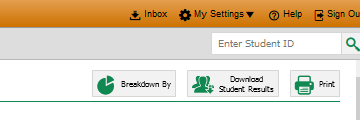 Inbox My Settings Help Sign Ou
Enter Student ID
Breakdown By Download Student Results Print